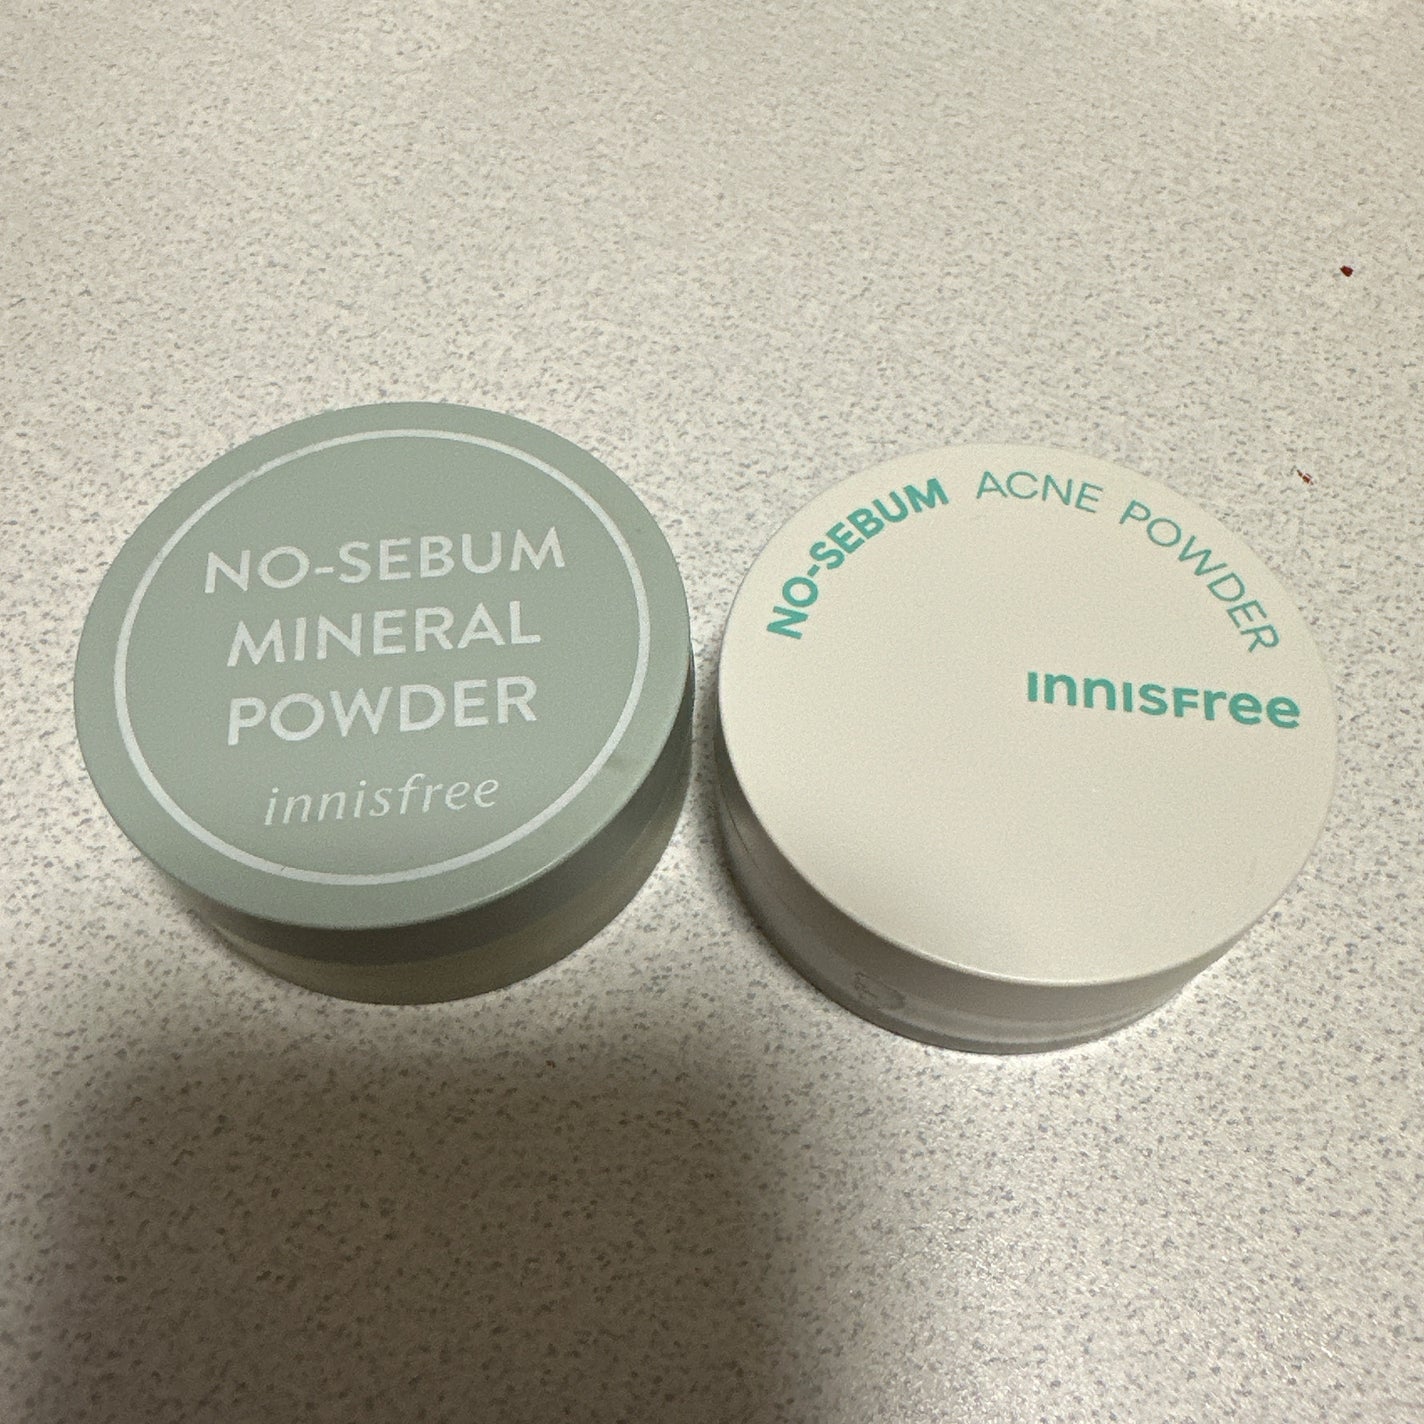 NO-SEBUM
MINERAL
POWDER
innisfree
NO-SEBUM ACNE POWDER
innisFree